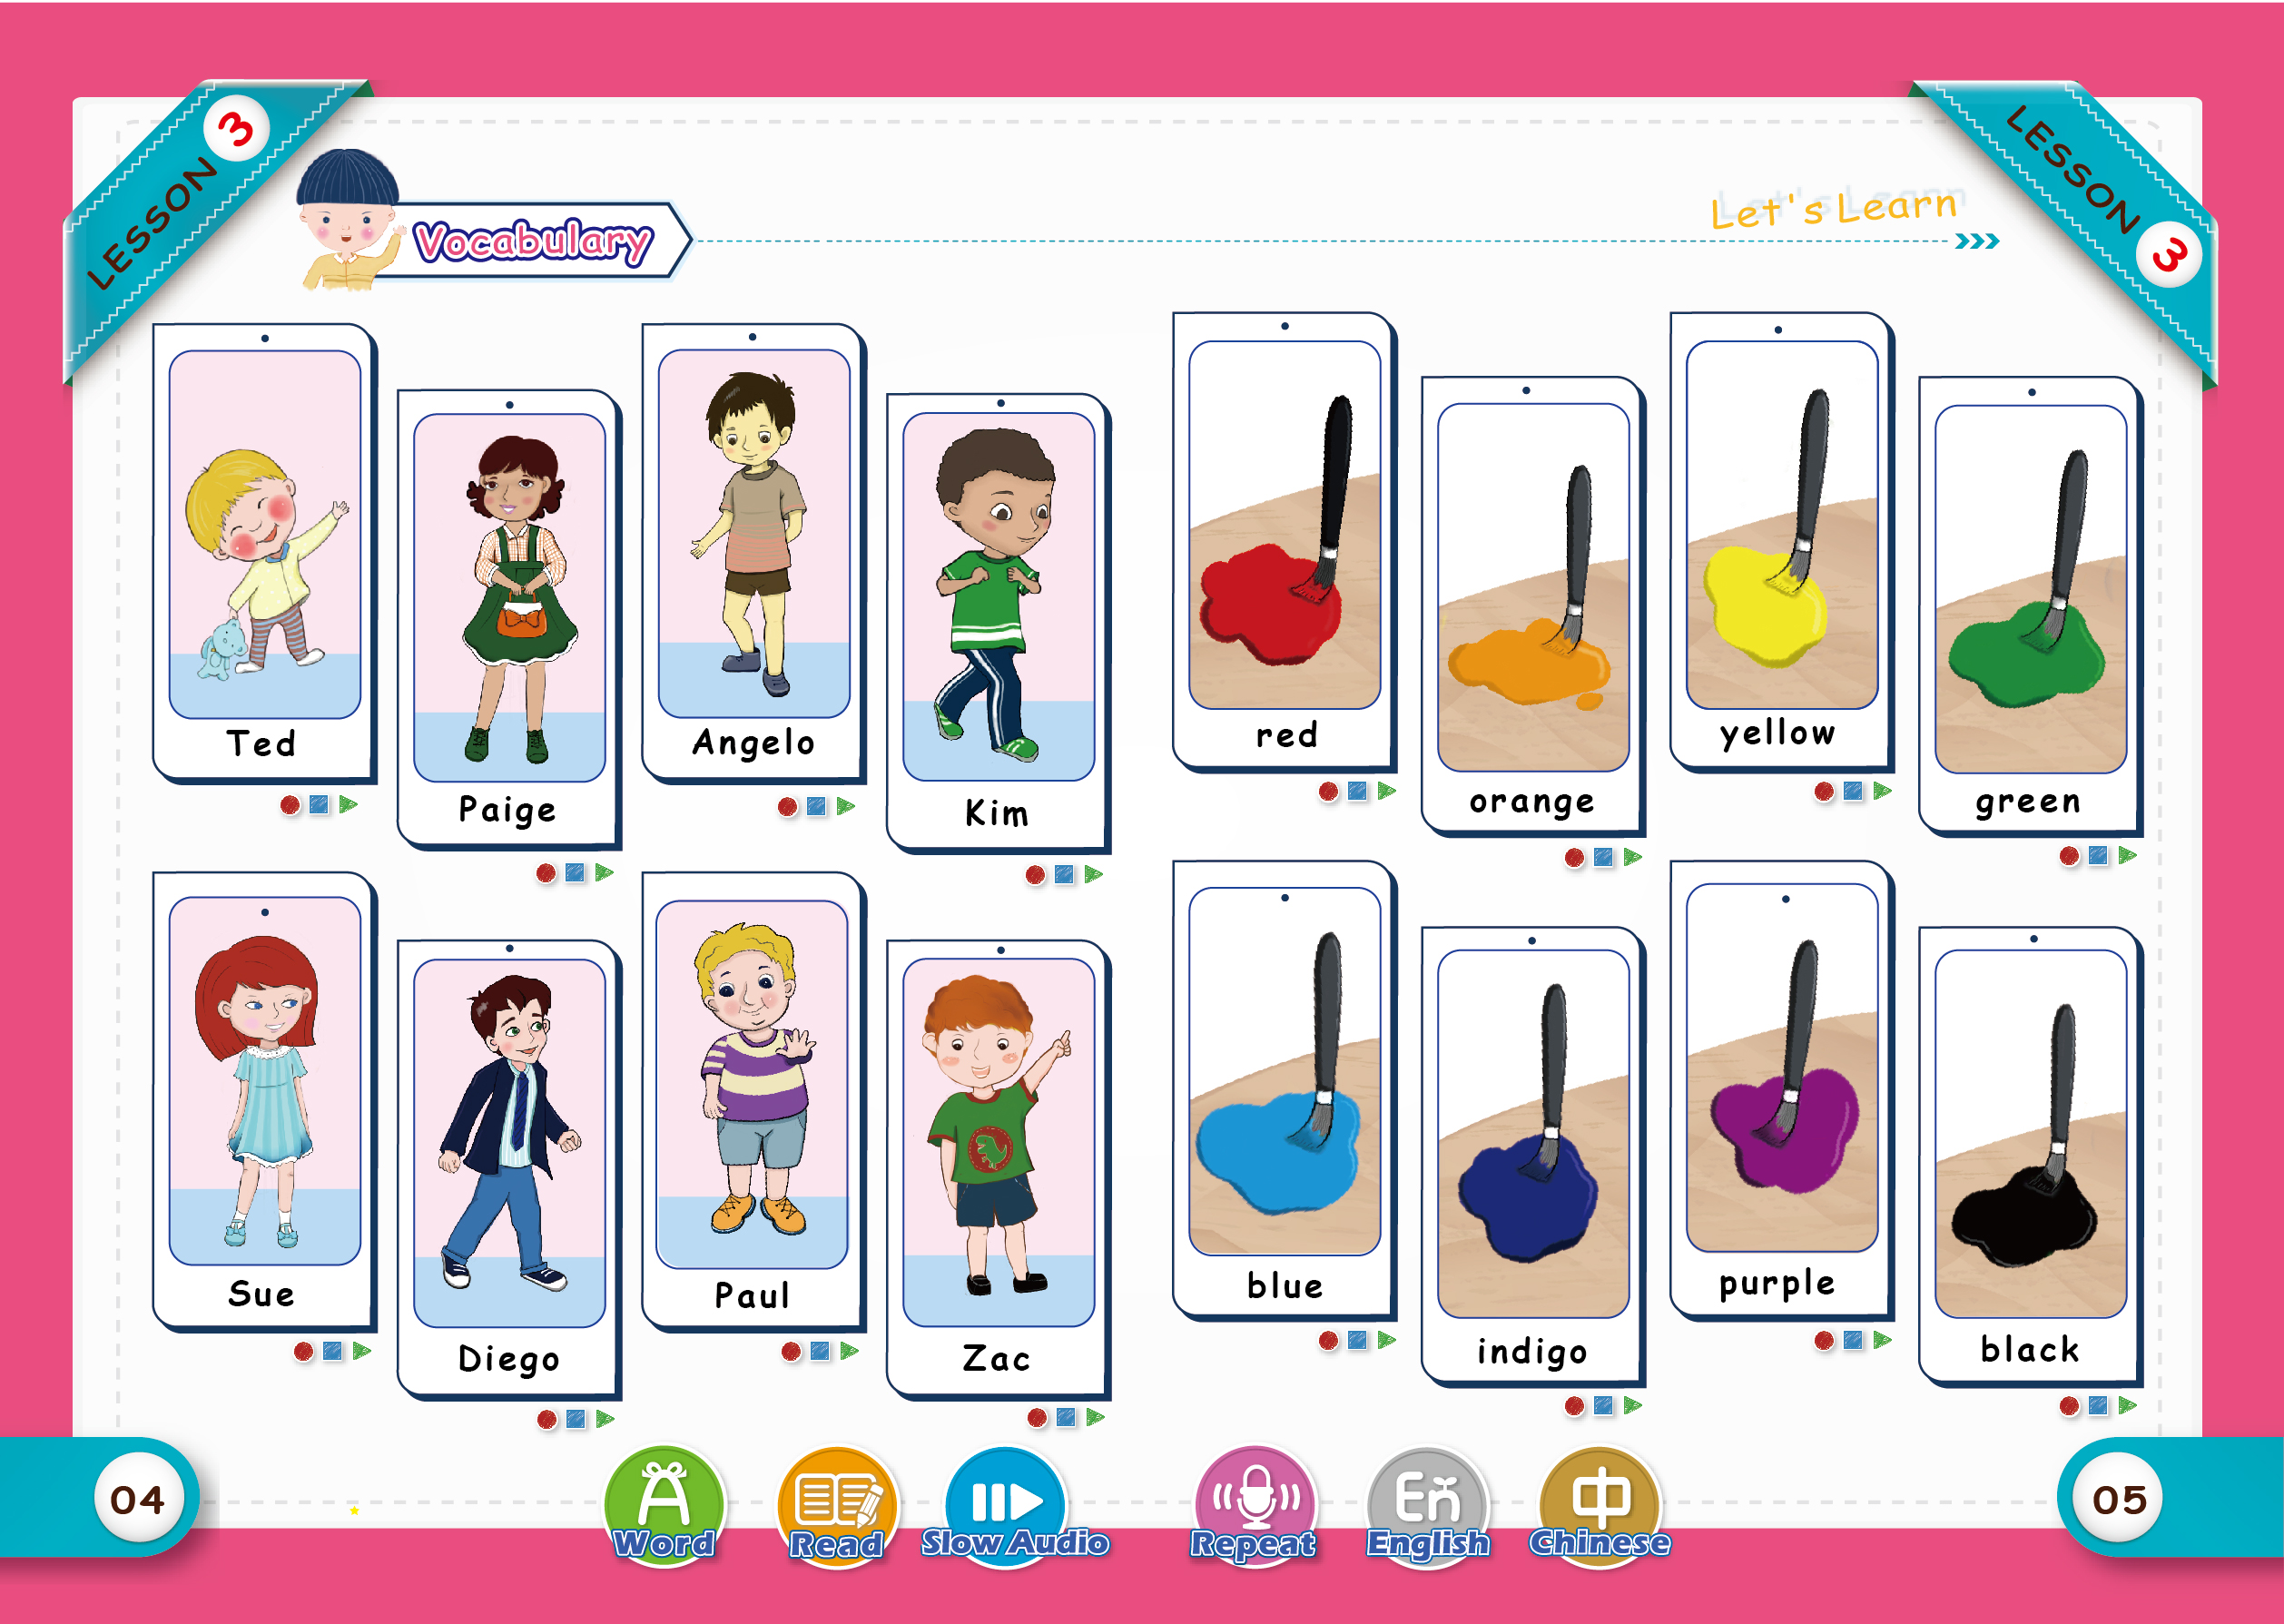 LESSON 3
Vocabulary
Let's Learn
LESSON 3
Ted
Paige
Angelo
Kim
red
orange
yellow
green
Sue
Diego
Paul
Zac
blue
indigo
purple
black
04
A
Word
Read
Slow Audio
Repeat
En
English
中
Chinese
05